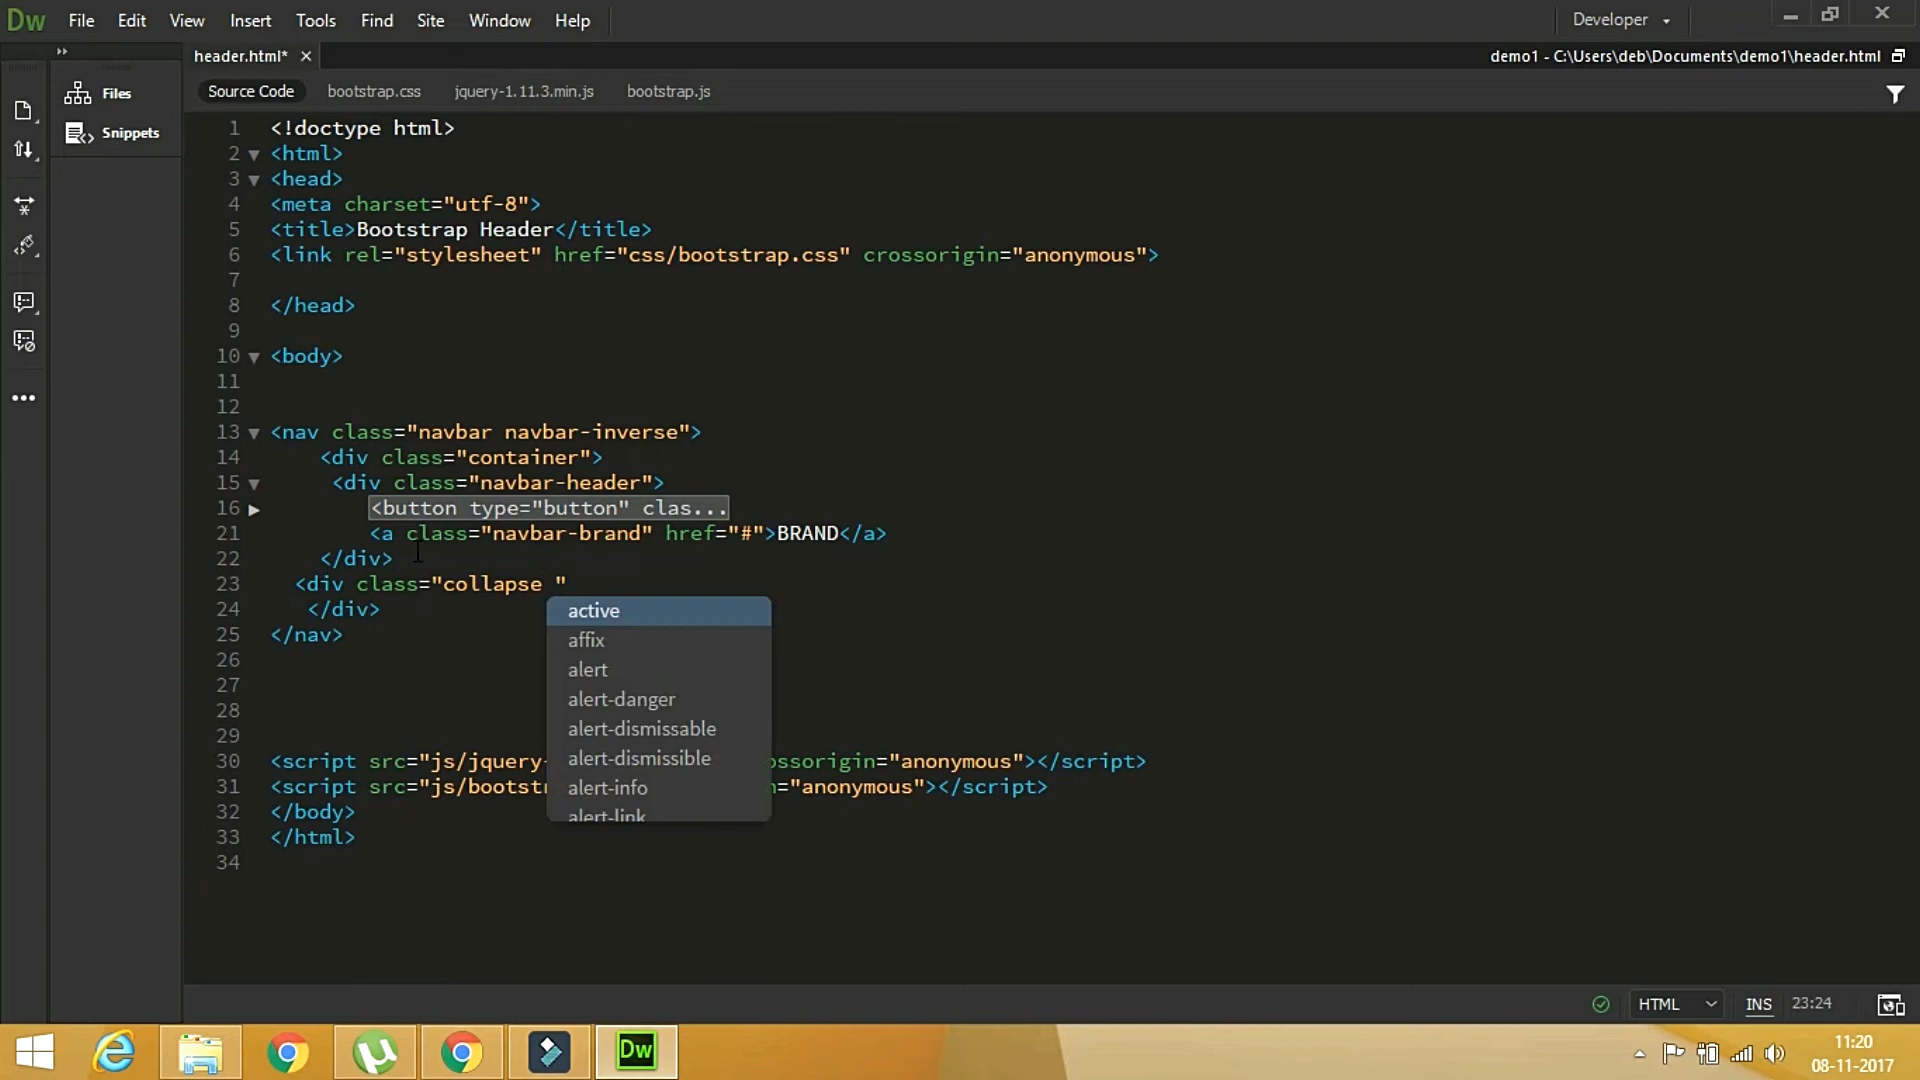 Dw File Edit View Insert Tools Find Site Window Help Developer
header.html* demo1 - C:\Users\deb\Documents\demo1\header.html
Source Code bootstrap.css jquery-1.11.3.min.js bootstrap.js
Files
Snippets
1 <!doctype html>
2 <html>
3 <head>
4 <meta charset="utf-8">
5 <title>Bootstrap Header</title>
6 <link rel="stylesheet" href="css/bootstrap.css" crossorigin="anonymous">
7
8 </head>
9
10 <body>
11
12
13 <nav class="navbar navbar-inverse">
14 <div class="container">
15 <div class="navbar-header">
16 <button type="button" clas...
21 <a class="navbar-brand" href="#">BRAND</a>
22 </div>
23 <div class="collapse "
24 </div>
25 </nav>
26
27
28
29
30 <script src="js/jquery- ossorigin="anonymous"></script>
31 <script src="js/bootst ="anonymous"></script>
32 </body>
33 </html>
34
active
affix
alert
alert-danger
alert-dismissable
alert-dismissible
alert-info
alert-link
HTML INS 23:24
Dw
11:20
08-11-2017